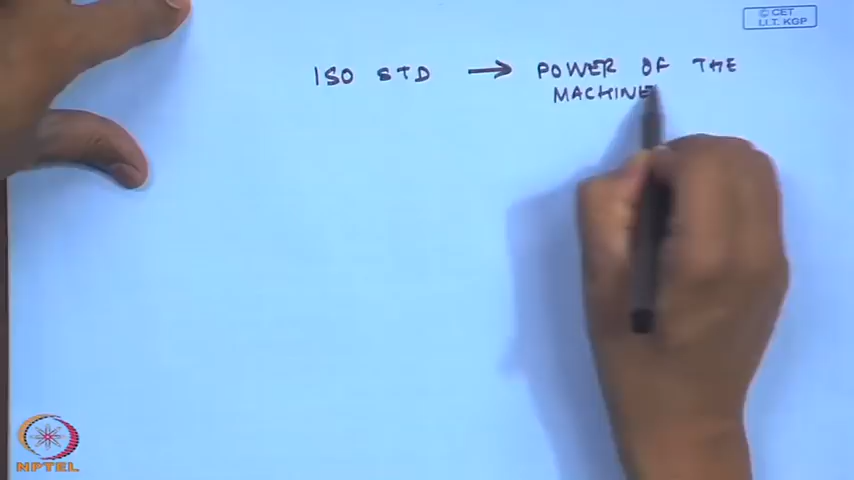 © CET
I.I.T. KGP
ISO STD → POWER OF THE
MACHINE
NPTEL